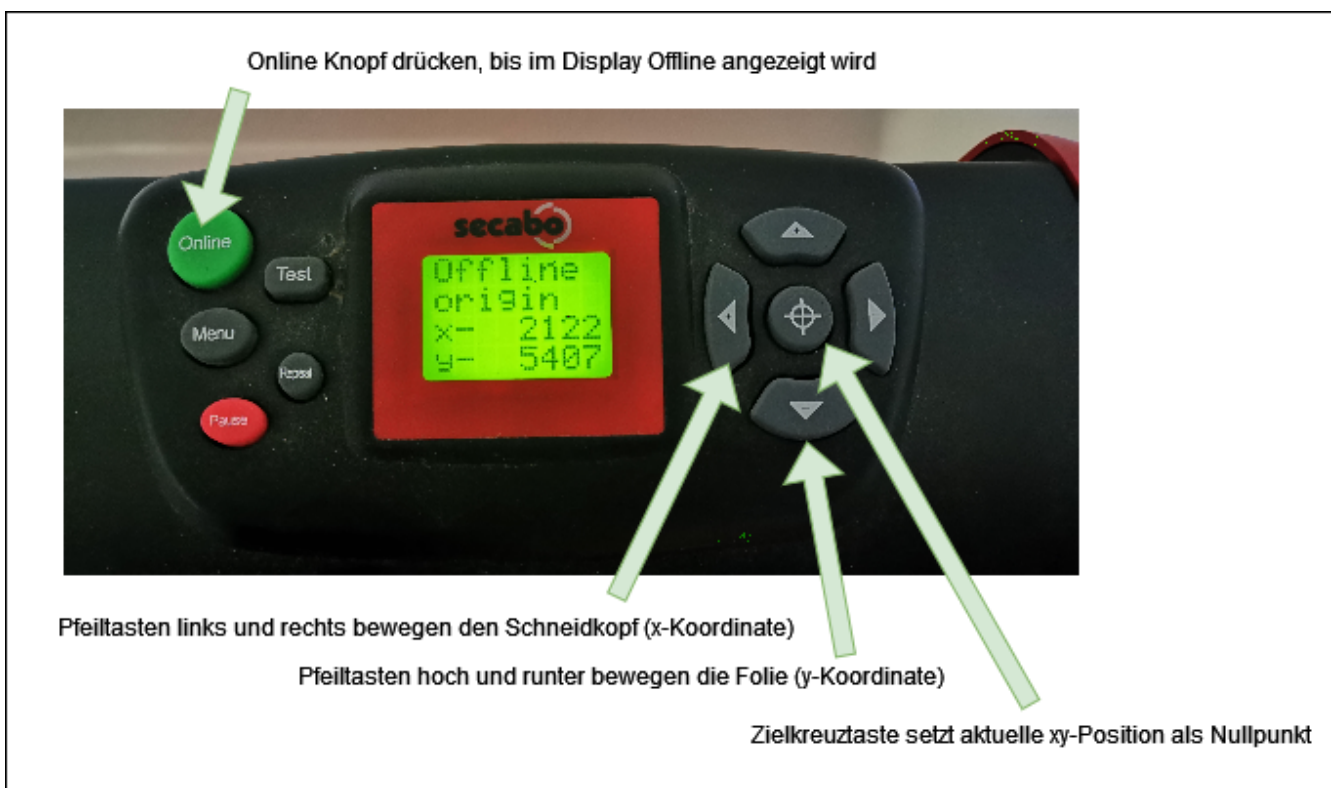 Online Knopf drücken, bis im Display Offline angezeigt wird
secabo
Online
Test
Offline
origin
x- 2122
y- 5407
Menu
Repeat
Pause
Pfeiltasten links und rechts bewegen den Schneidkopf (x-Koordinate)
Pfeiltasten hoch und runter bewegen die Folie (y-Koordinate)
Zielkreuztaste setzt aktuelle xy-Position als Nullpunkt